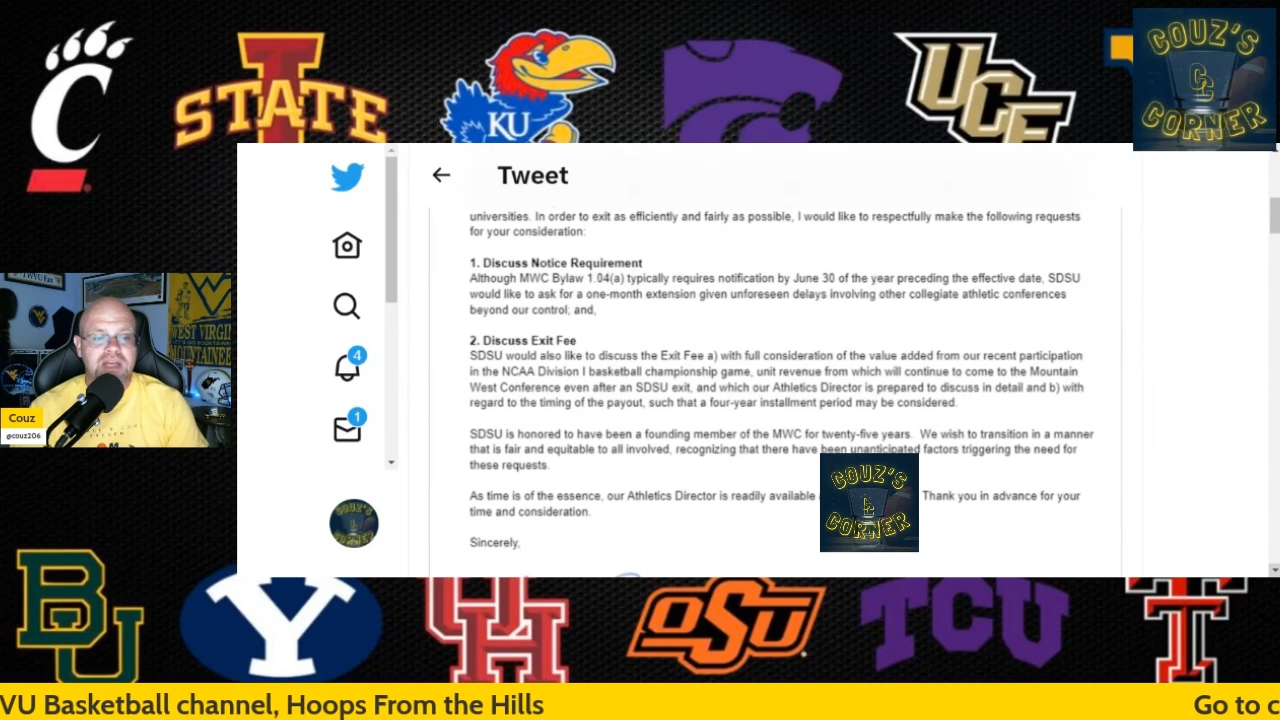 C
STATE
KU
UCF
COUZ'S
CC
CORNER
Tweet
universities. In order to exit as efficiently and fairly as possible, I would like to respectfully make the following requests
for your consideration:
1. Discuss Notice Requirement
Although MWC Bylaw 1.04(a) typically requires notification by June 30 of the year preceding the effective date, SDSU
would like to ask for a one-month extension given unforeseen delays involving other collegiate athletic conferences
beyond our control; and,
2. Discuss Exit Fee
SDSU would also like to discuss the Exit Fee a) with full consideration of the value added from our recent participation
in the NCAA Division I basketball championship game, unit revenue from which will continue to come to the Mountain
West Conference even after an SDSU exit, and which our Athletics Director is prepared to discuss in detail and b) with
regard to the timing of the payout, such that a four-year installment period may be considered.
SDSU is honored to have been a founding member of the MWC for twenty-five years. We wish to transition in a manner
that is fair and equitable to all involved, recognizing that there have been unanticipated factors triggering the need for
these requests.
As time is of the essence, our Athletics Director is readily available Thank you in advance for your
time and consideration.
Sincerely,
4
1
COUZ'S
CC
CORNER
WEST VIRGI
MOUNTAINEE
Couz
@couz206
BU
Y
UH
OSU
TCU
T
VU Basketball channel, Hoops From the Hills
Go to c